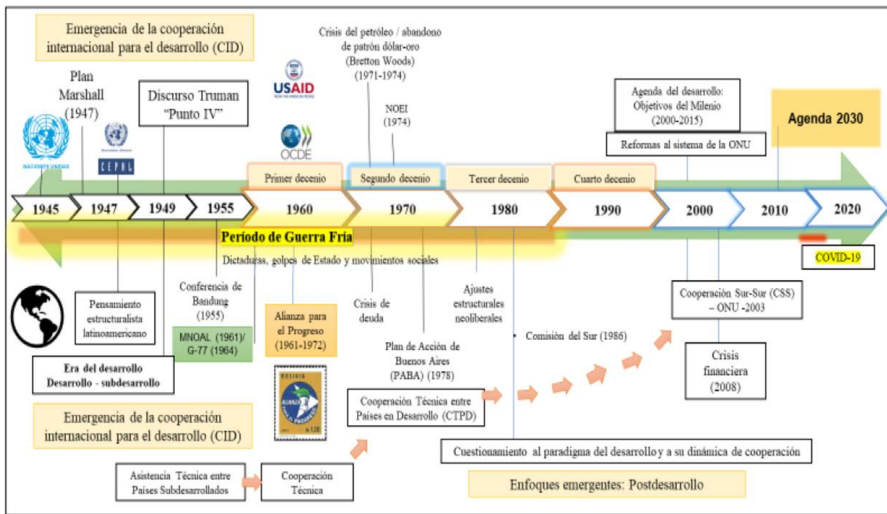 Emergencia de la cooperación
internacional para el desarrollo (CID)
Plan
Marshall
(1947)
Discurso Truman
"Punto IV"
NACIONES UNIDAS
CEPAL
USAID
FROM THE AMERICAN PEOPLE
OCDE
Crisis del petróleo / abandono
de patrón dólar-oro
(Bretton Woods)
(1971-1974)
NOEI
(1974)
Agenda del desarrollo:
Objetivos del Milenio
(2000-2015)
Reformas al sistema de la ONU
Agenda 2030
Primer decenio
Segundo decenio
Tercer decenio
Cuarto decenio
1945
1947
1949
1955
1960
1970
1980
1990
2000
2010
2020
Período de Guerra Fría
Dictaduras, golpes de Estado y movimientos sociales
COVID-19
Pensamiento
estructuralista
latinoamericano
Conferencia de
Bandung
(1955)
MNOAL (1961)/
G-77 (1964)
Alianza para
el Progreso
(1961-1972)
Crisis de
deuda
Plan de Acción de
Buenos Aires
(PABA) (1978)
Ajustes
estructurales
neoliberales
• Comisión del Sur (1986)
Cooperación Sur-Sur (CSS)
– ONU -2003
Crisis
financiera
(2008)
Era del desarrollo
Desarrollo - subdesarrollo
Emergencia de la cooperación
internacional para el desarrollo (CID)
Cooperación Técnica entre
Países en Desarrollo (CTPD)
Cuestionamiento al paradigma del desarrollo y a su dinámica de cooperación
Asistencia Técnica entre
Países Subdesarrollados
Cooperación
Técnica
Enfoques emergentes: Postdesarrollo